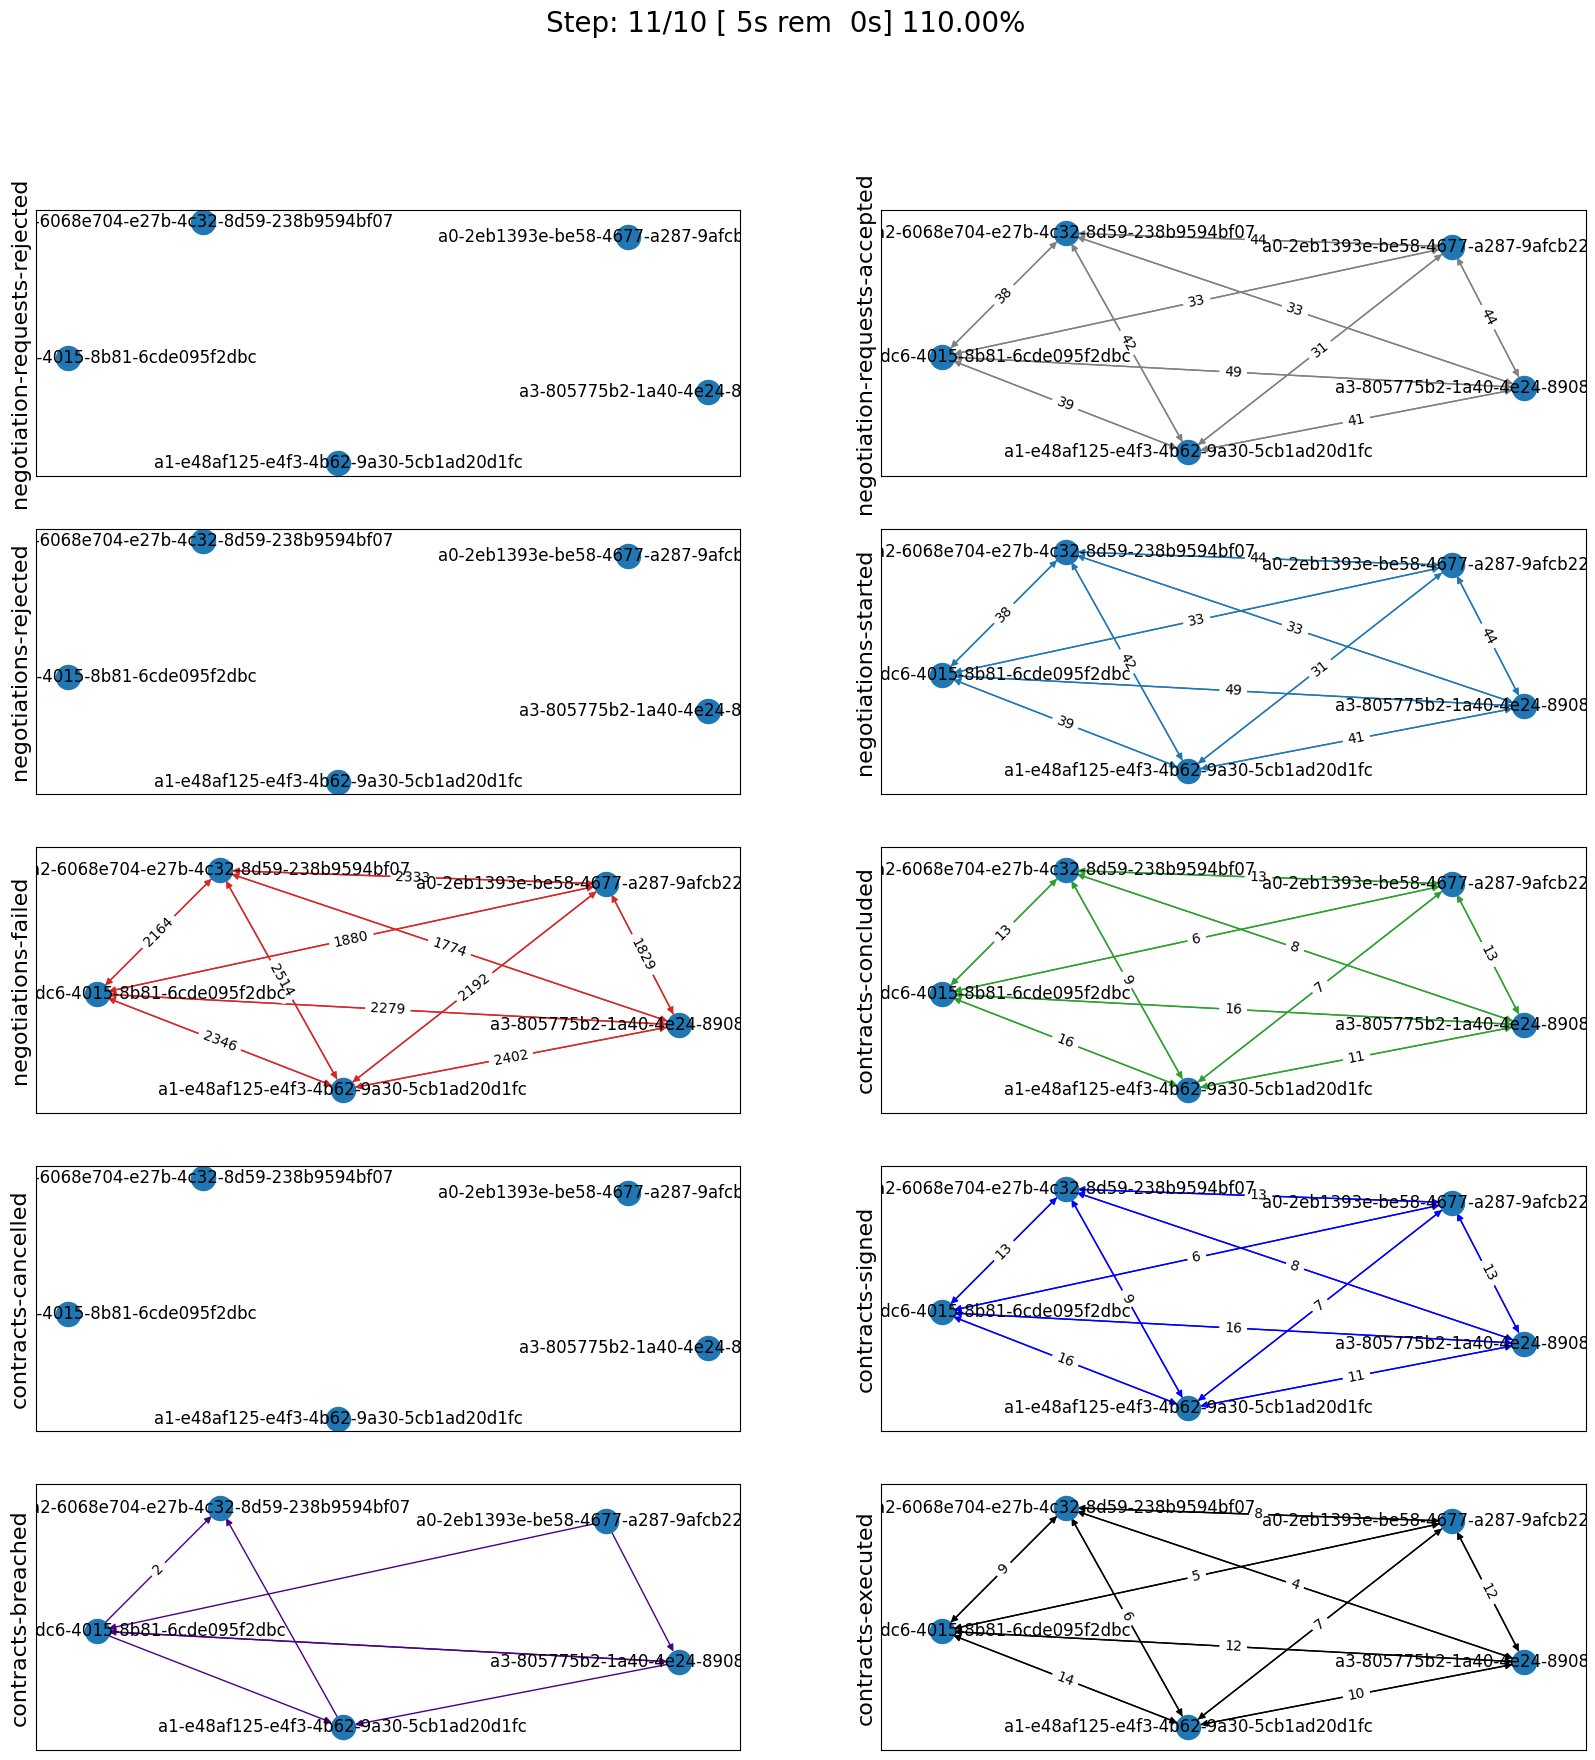 Step: 11/10 [ 5s rem  0s] 110.00%
negotiation-requests-rejected
-6068e704-e27b-4c32-8d59-238b9594bf07
a0-2eb1393e-be58-4677-a287-9afcb
-4015-8b81-6cde095f2dbc
a3-805775b2-1a40-4e24-8
a1-e48af125-e4f3-4b62-9a30-5cb1ad20d1fc
negotiation-requests-accepted
a2-6068e704-e27b-4c32-8d59-238b9594bf07
44
a0-2eb1393e-be58-4677-a287-9afcb22
38
33
33
44
42
31
dc6-4015-8b81-6cde095f2dbc
49
a3-805775b2-1a40-4e24-8908
39
41
a1-e48af125-e4f3-4b62-9a30-5cb1ad20d1fc
negotiations-rejected
-6068e704-e27b-4c32-8d59-238b9594bf07
a0-2eb1393e-be58-4677-a287-9afcb
-4015-8b81-6cde095f2dbc
a3-805775b2-1a40-4e24-8
a1-e48af125-e4f3-4b62-9a30-5cb1ad20d1fc
negotiations-started
a2-6068e704-e27b-4c32-8d59-238b9594bf07
44
a0-2eb1393e-be58-4677-a287-9afcb22
38
33
33
44
42
31
dc6-4015-8b81-6cde095f2dbc
49
a3-805775b2-1a40-4e24-8908
39
41
a1-e48af125-e4f3-4b62-9a30-5cb1ad20d1fc
negotiations-failed
a2-6068e704-e27b-4c32-8d59-238b9594bf07
2333
a0-2eb1393e-be58-4677-a287-9afcb22
2164
1880
1774
1829
2514
2192
dc6-4015-8b81-6cde095f2dbc
2279
a3-805775b2-1a40-4e24-8908
2346
2402
a1-e48af125-e4f3-4b62-9a30-5cb1ad20d1fc
contracts-concluded
a2-6068e704-e27b-4c32-8d59-238b9594bf07
13
a0-2eb1393e-be58-4677-a287-9afcb22
13
6
8
13
9
7
dc6-4015-8b81-6cde095f2dbc
16
a3-805775b2-1a40-4e24-8908
16
11
a1-e48af125-e4f3-4b62-9a30-5cb1ad20d1fc
contracts-cancelled
-6068e704-e27b-4c32-8d59-238b9594bf07
a0-2eb1393e-be58-4677-a287-9afcb
-4015-8b81-6cde095f2dbc
a3-805775b2-1a40-4e24-8
a1-e48af125-e4f3-4b62-9a30-5cb1ad20d1fc
contracts-signed
a2-6068e704-e27b-4c32-8d59-238b9594bf07
13
a0-2eb1393e-be58-4677-a287-9afcb22
13
6
8
13
9
7
dc6-4015-8b81-6cde095f2dbc
16
a3-805775b2-1a40-4e24-8908
16
11
a1-e48af125-e4f3-4b62-9a30-5cb1ad20d1fc
contracts-breached
a2-6068e704-e27b-4c32-8d59-238b9594bf07
a0-2eb1393e-be58-4677-a287-9afcb22
2
dc6-4015-8b81-6cde095f2dbc
a3-805775b2-1a40-4e24-8908
a1-e48af125-e4f3-4b62-9a30-5cb1ad20d1fc
contracts-executed
a2-6068e704-e27b-4c32-8d59-238b9594bf07
8
a0-2eb1393e-be58-4677-a287-9afcb22
9
5
4
12
6
7
dc6-4015-8b81-6cde095f2dbc
12
a3-805775b2-1a40-4e24-8908
14
10
a1-e48af125-e4f3-4b62-9a30-5cb1ad20d1fc